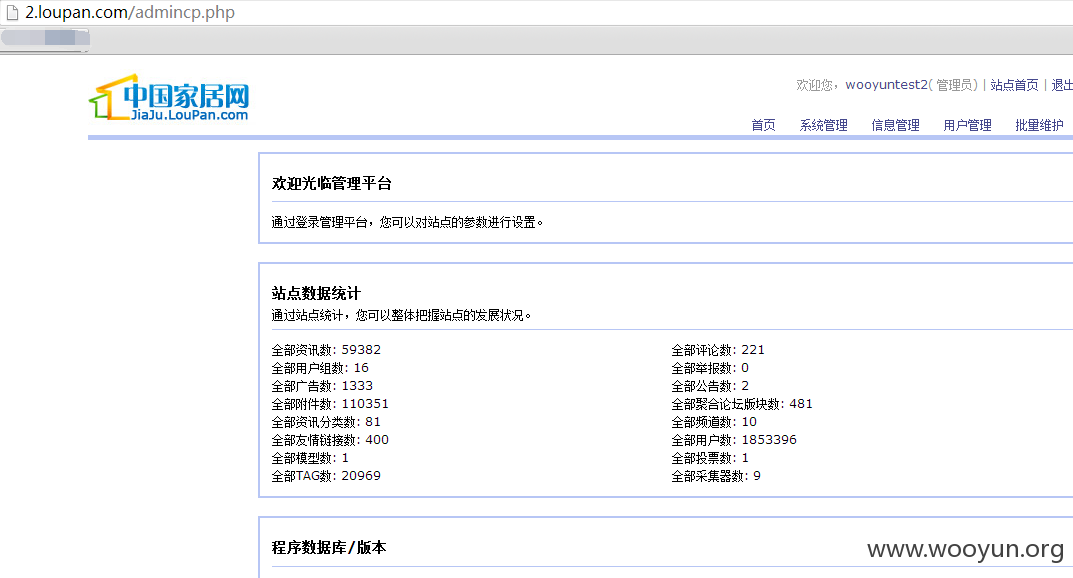 2.loupan.com/admincp.php
中国家居网
JiaJu.LouPan.com
欢迎您，wooyuntest2(管理员) | 站点首页 | 退出
首页 系统管理 信息管理 用户管理 批量维护
欢迎光临管理平台
通过登录管理平台，您可以对站点的参数进行设置。
站点数据统计
通过站点统计，您可以整体把握站点的发展状况。
全部资讯数: 59382 全部评论数: 221
全部用户组数: 16 全部举报数: 0
全部广告数: 1333 全部公告数: 2
全部附件数: 110351 全部聚合论坛版块数: 481
全部资讯分类数: 81 全部频道数: 10
全部友情链接数: 400 全部用户数: 1853396
全部模型数: 1 全部投票数: 1
全部TAG数: 20969 全部采集器数: 9
程序数据库/版本
www.wooyun.org